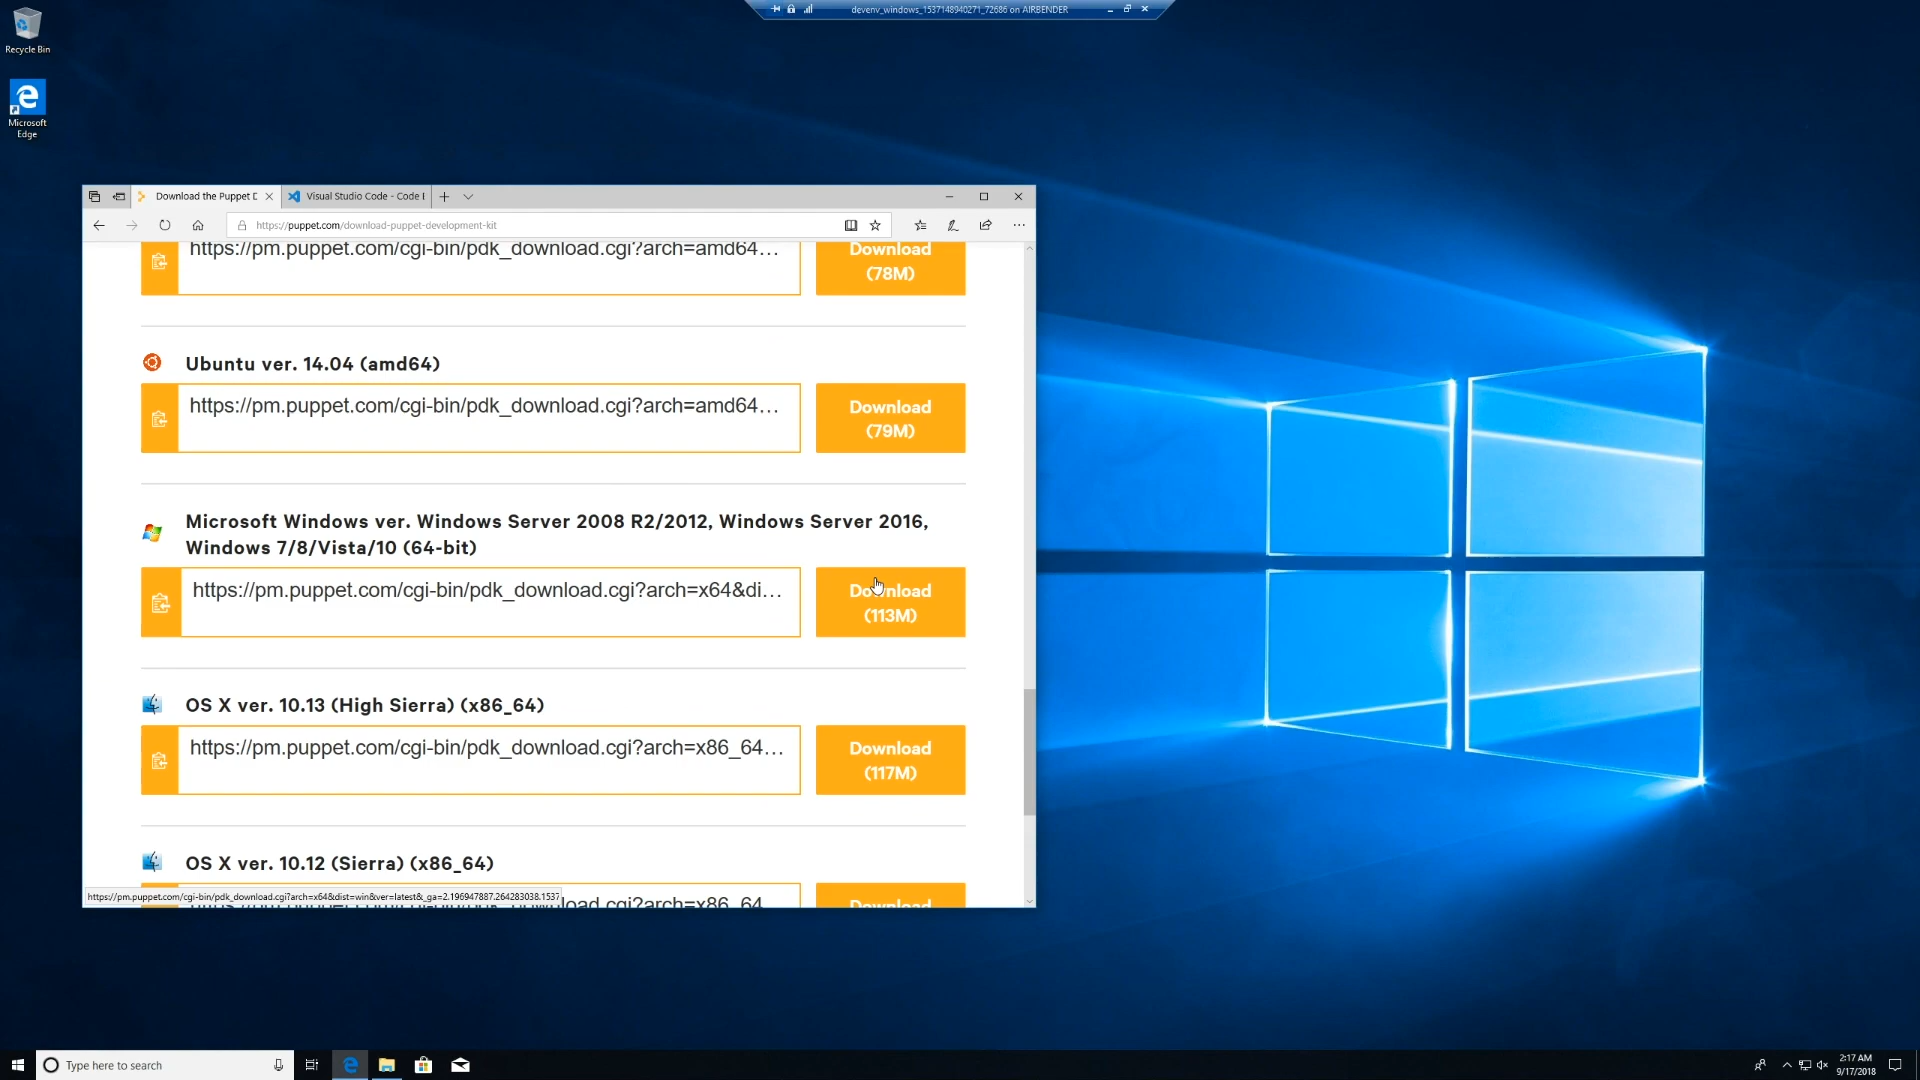 devenv_windows_1537148940271_72686 on AIRBENDER
Recycle Bin
Microsoft
Edge
Download the Puppet D
Visual Studio Code - Code E
https://puppet.com/download-puppet-development-kit
https://pm.puppet.com/cgi-bin/pdk_download.cgi?arch=amd64...
Download
(78M)
Ubuntu ver. 14.04 (amd64)
https://pm.puppet.com/cgi-bin/pdk_download.cgi?arch=amd64...
Download
(79M)
Microsoft Windows ver. Windows Server 2008 R2/2012, Windows Server 2016,
Windows 7/8/Vista/10 (64-bit)
https://pm.puppet.com/cgi-bin/pdk_download.cgi?arch=x64&di...
Download
(113M)
OS X ver. 10.13 (High Sierra) (x86_64)
https://pm.puppet.com/cgi-bin/pdk_download.cgi?arch=x86_64...
Download
(117M)
OS X ver. 10.12 (Sierra) (x86_64)
https://pm.puppet.com/cgi-bin/pdk_download.cgi?arch=x64&dist=win&ver=latest&_ga=2.196947887.264283038.1537
Download
Type here to search
2:17 AM
9/17/2018